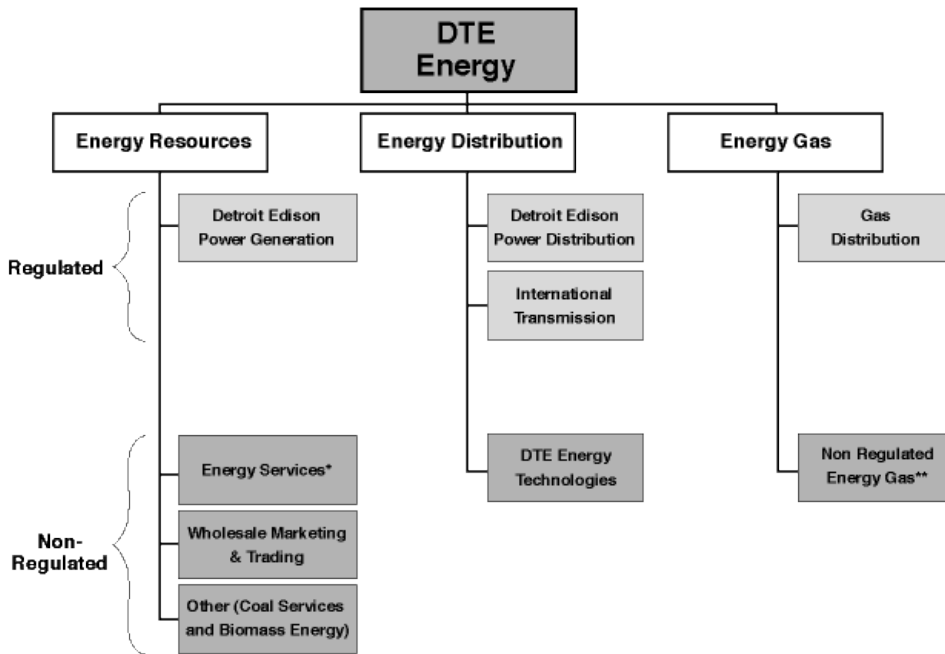 DTE
Energy
Energy Resources
Energy Distribution
Energy Gas
Regulated
Detroit Edison
Power Generation
Detroit Edison
Power Distribution
Gas
Distribution
International
Transmission
Non-
Regulated
Energy Services*
DTE Energy
Technologies
Non Regulated
Energy Gas**
Wholesale Marketing
& Trading
Other (Coal Services
and Biomass Energy)